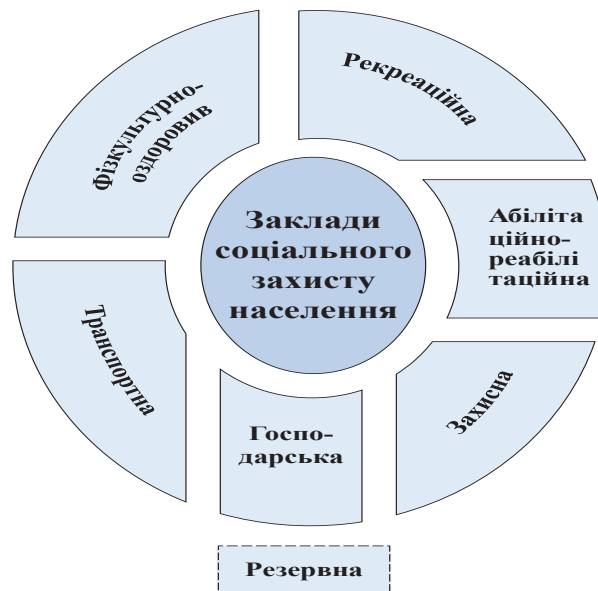 Рекреаційна
Фізкультурно-
оздоровив
Заклади
соціального
захисту
населення
Абіліта
ційно-
реабілі
таційна
Транспортна
Захисна
Госпо-
дарська
Резервна